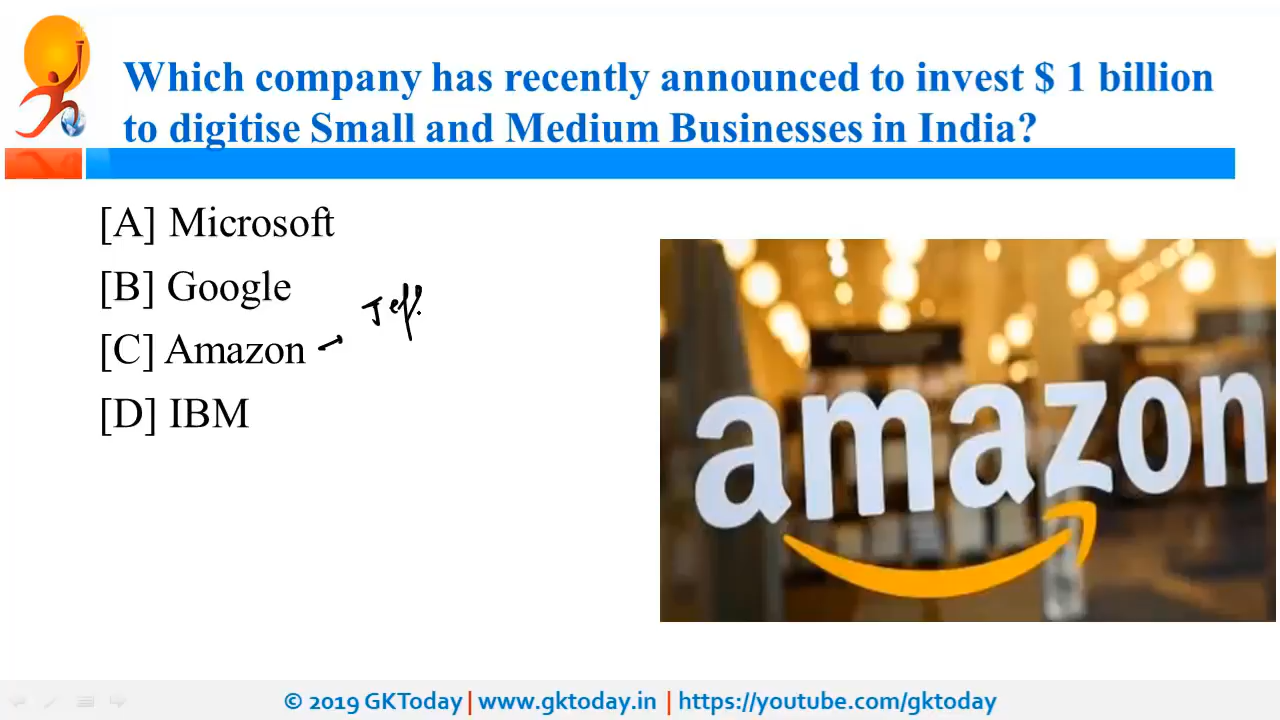 Which company has recently announced to invest $ 1 billion
to digitise Small and Medium Businesses in India?
[A] Microsoft
[B] Google
Jeff
[C] Amazon -
[D] IBM
amazon
© 2019 GKToday | www.gktoday.in | https://youtube.com/gktoday